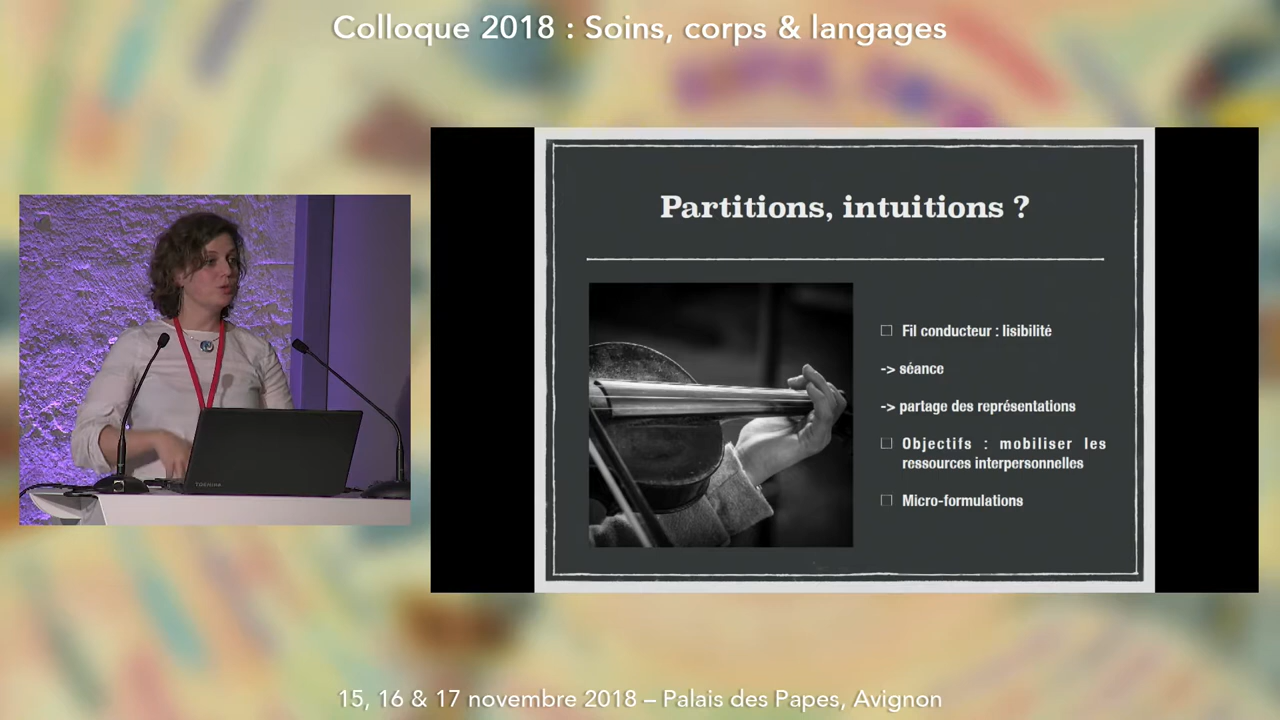 Colloque 2018 : Soins, corps & langages
Partitions, intuitions ?
Fil conducteur : lisibilité
-> séance
-> partage des représentations
Objectifs : mobiliser les
ressources interpersonnelles
Micro-formulations
TOSHIBA
15, 16 & 17 novembre 2018 – Palais des Papes, Avignon